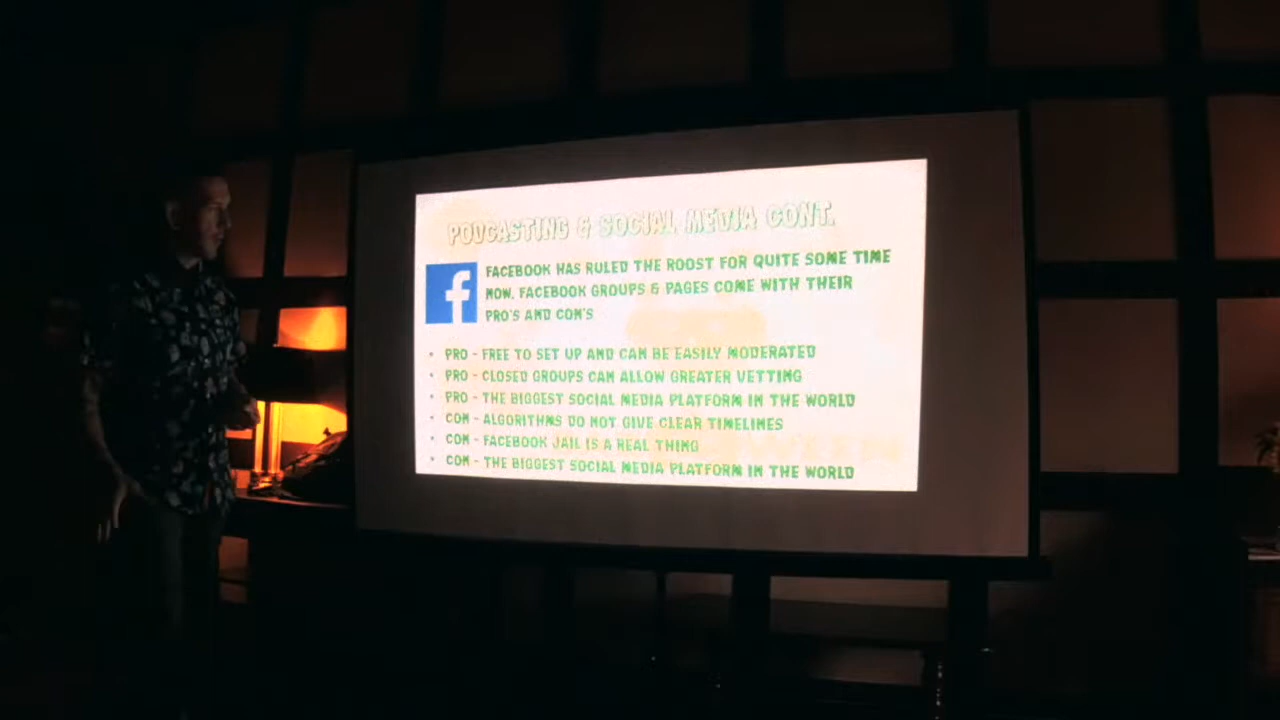 PODCASTING & SOCIAL MEDIA CONT.
FACEBOOK HAS RULED THE ROOST FOR QUITE SOME TIME
NOW. FACEBOOK GROUPS & PAGES COME WITH THEIR
PRO'S AND CON'S
• PRO - FREE TO SET UP AND CAN BE EASILY MODERATED
• PRO - CLOSED GROUPS CAN ALLOW GREATER VETTING
• PRO - THE BIGGEST SOCIAL MEDIA PLATFORM IN THE WORLD
• CON - ALGORITHMS DO NOT GIVE CLEAR TIMELINES
• CON - FACEBOOK JAIL IS A REAL THING
• CON - THE BIGGEST SOCIAL MEDIA PLATFORM IN THE WORLD